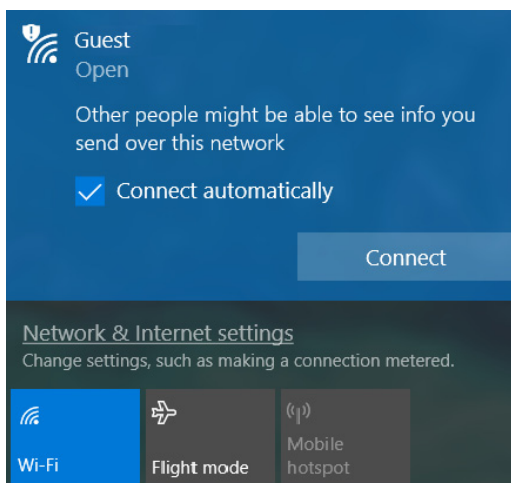 Guest
Open
Other people might be able to see info you
send over this network
Connect automatically
Connect
Network & Internet settings
Change settings, such as making a connection metered.
Wi-Fi
Flight mode
Mobile
hotspot